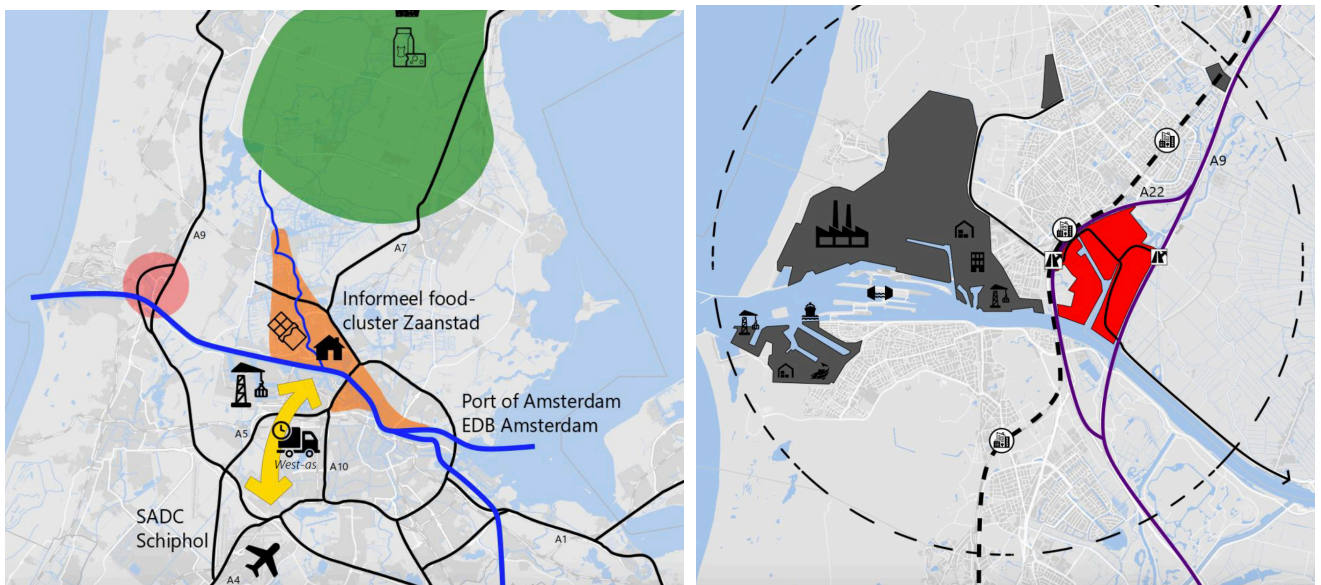 A9
A7
Informeel food-
cluster Zaanstad
Port of Amsterdam
EDB Amsterdam
A5
West-as
A10
SADC
Schiphol
A4
A1
A9
A22